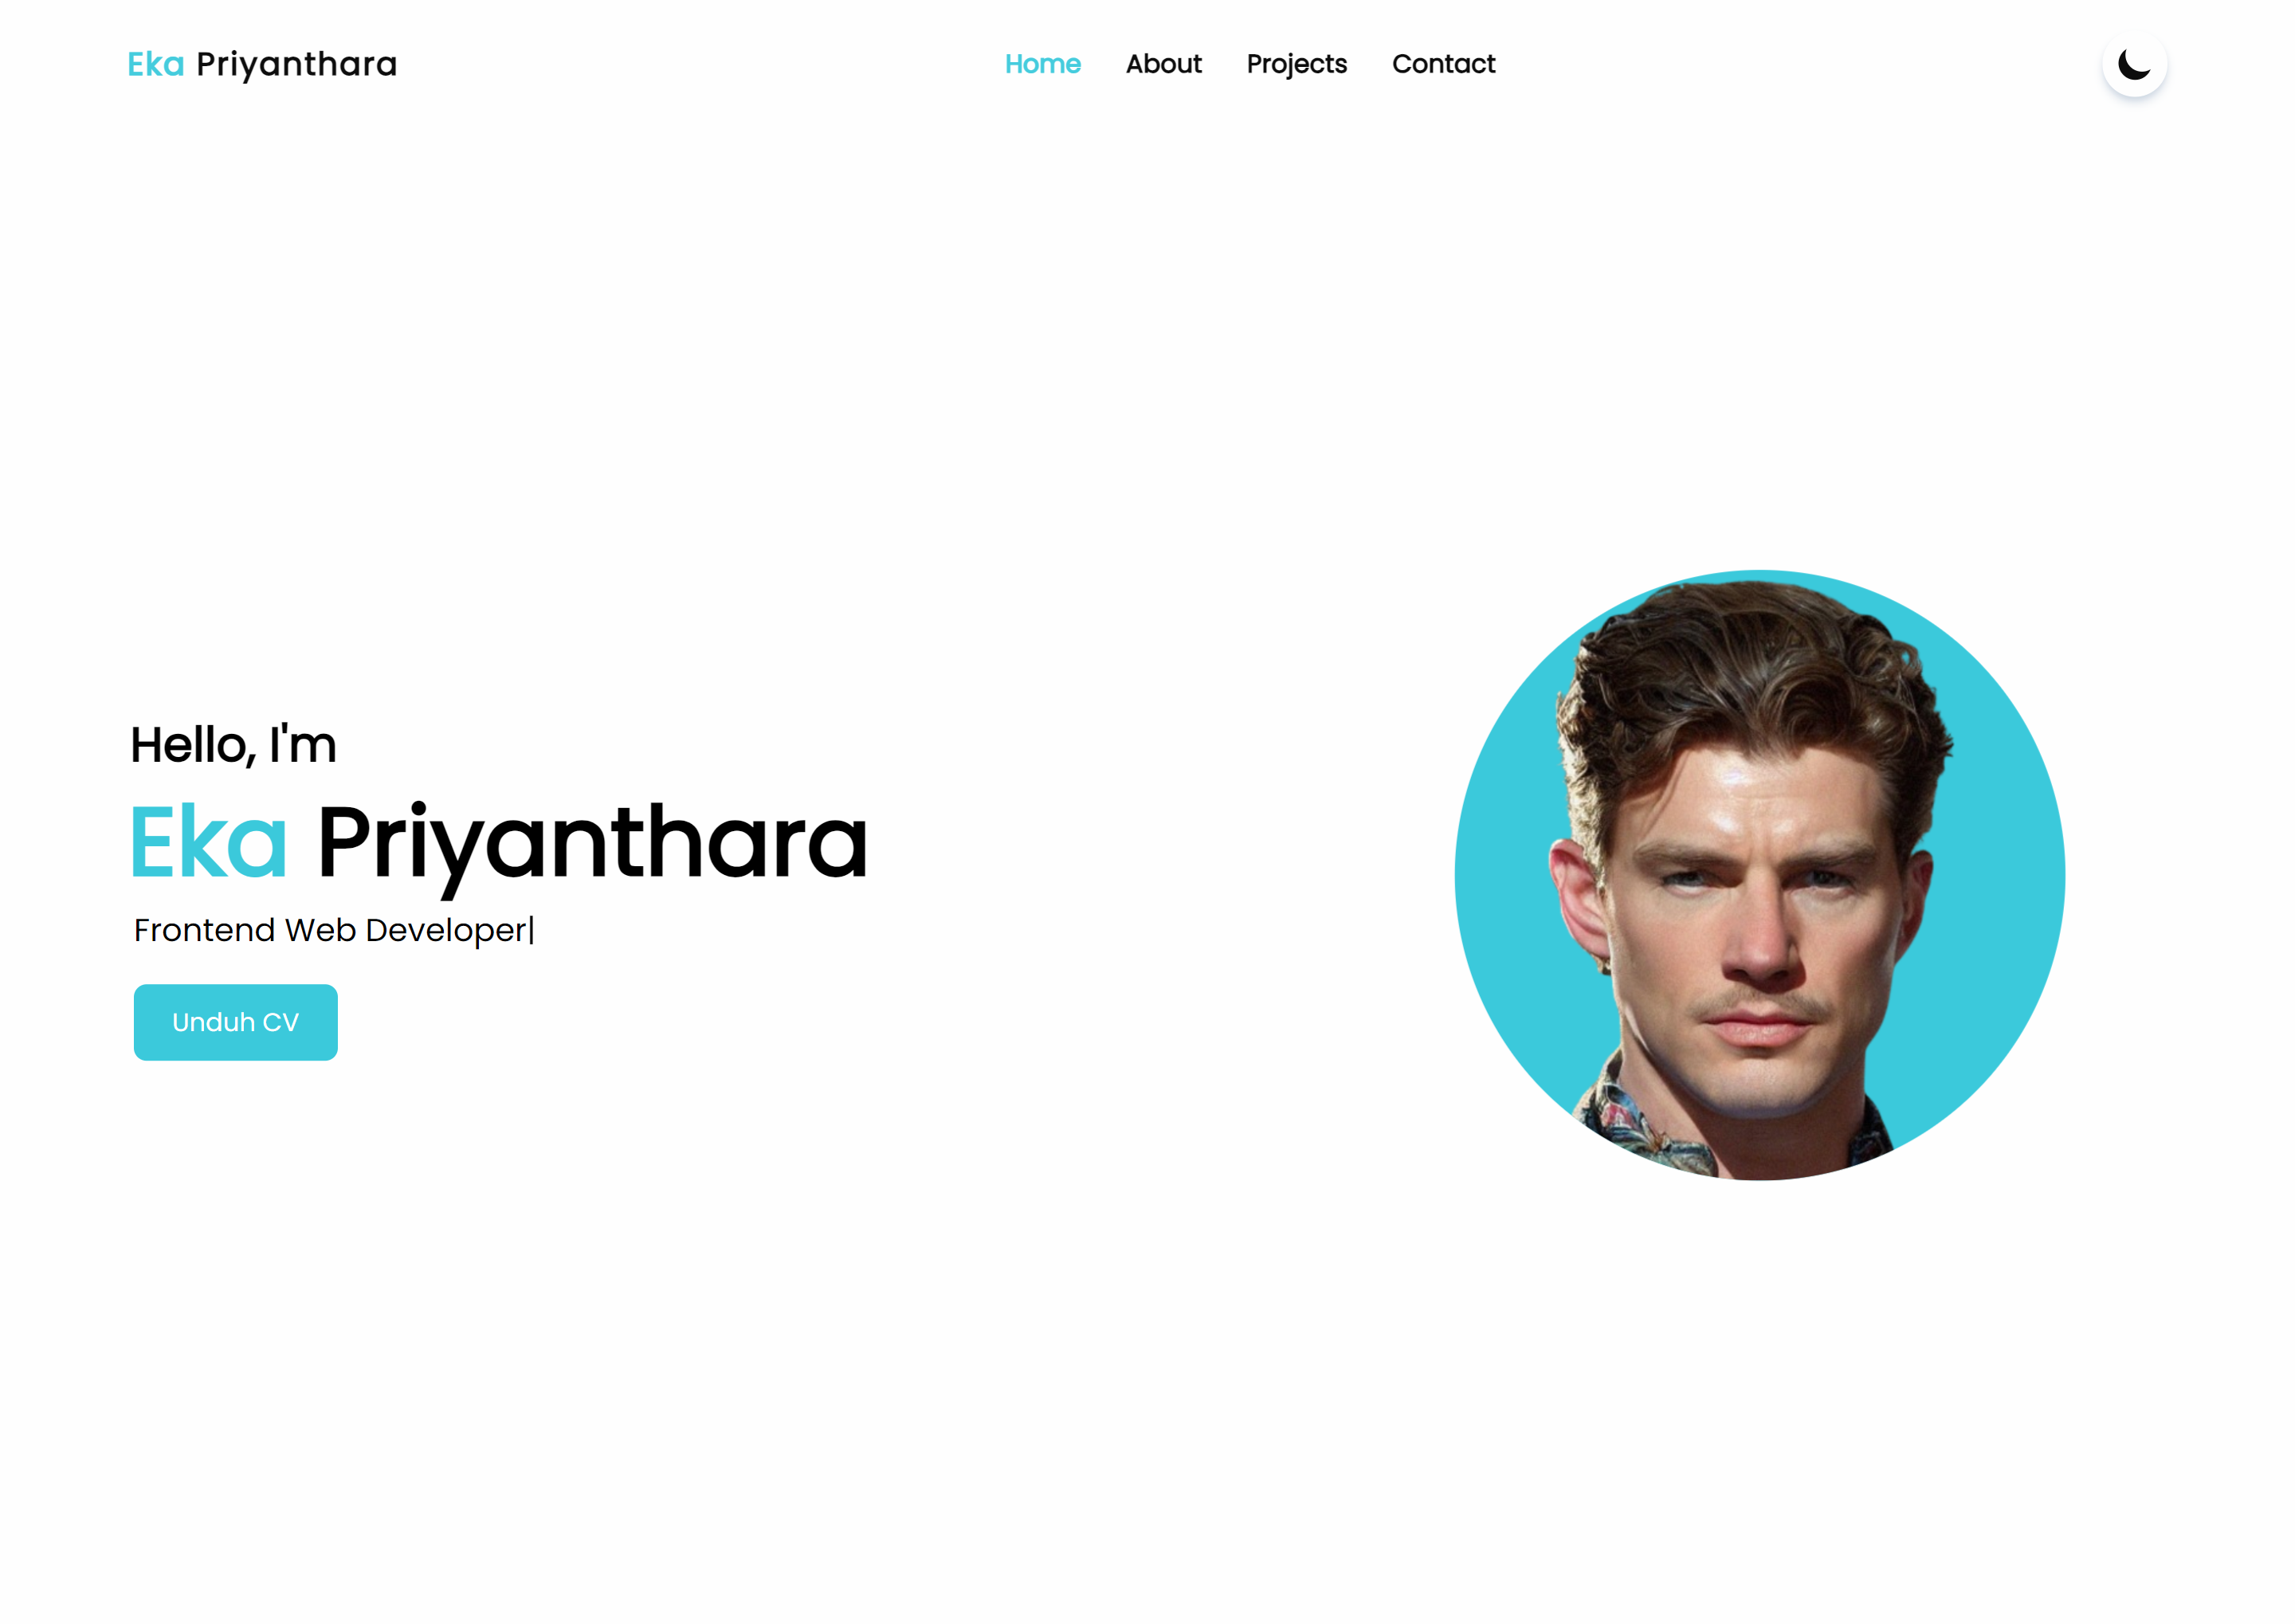 Eka Priyanthara
Home About Projects Contact
Hello, I'm
Eka Priyanthara
Frontend Web Developer|
Unduh CV